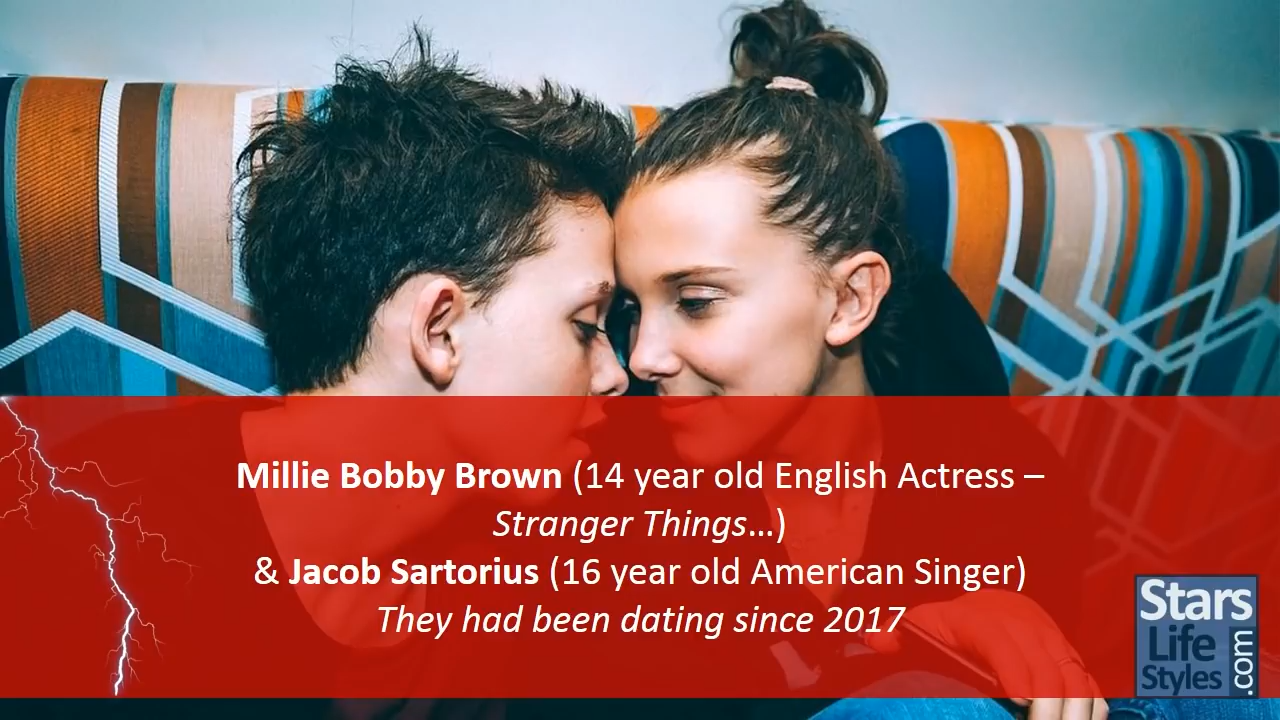 Millie Bobby Brown (14 year old English Actress –
Stranger Things…)
& Jacob Sartorius (16 year old American Singer)
They had been dating since 2017
Stars
Life
Styles
.com